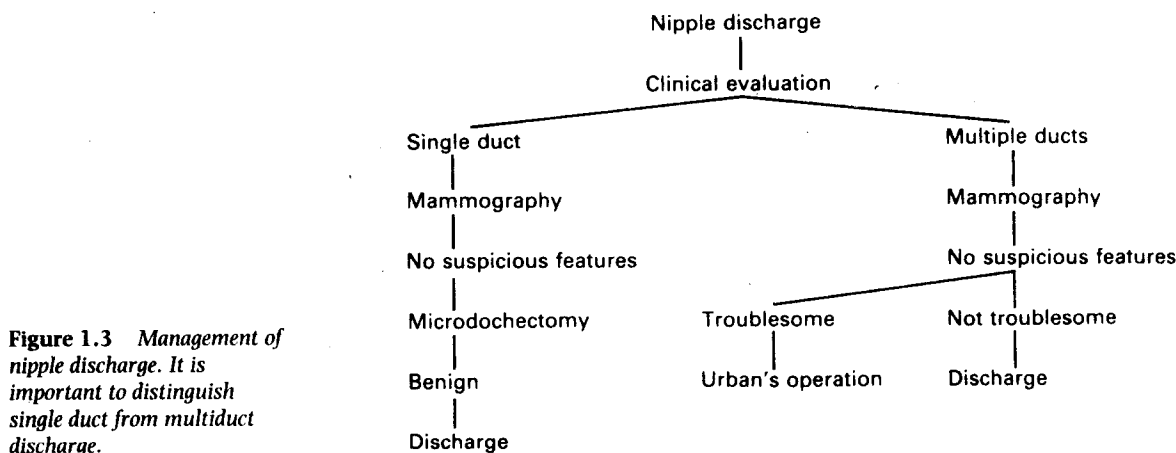 Nipple discharge
Clinical evaluation
Single duct
Multiple ducts
Mammography
Mammography
No suspicious features
No suspicious features
Microdochectomy
Troublesome
Not troublesome
Benign
Urban's operation
Discharge
Discharge
Figure 1.3 Management of
nipple discharge. It is
important to distinguish
single duct from multiduct
discharge.